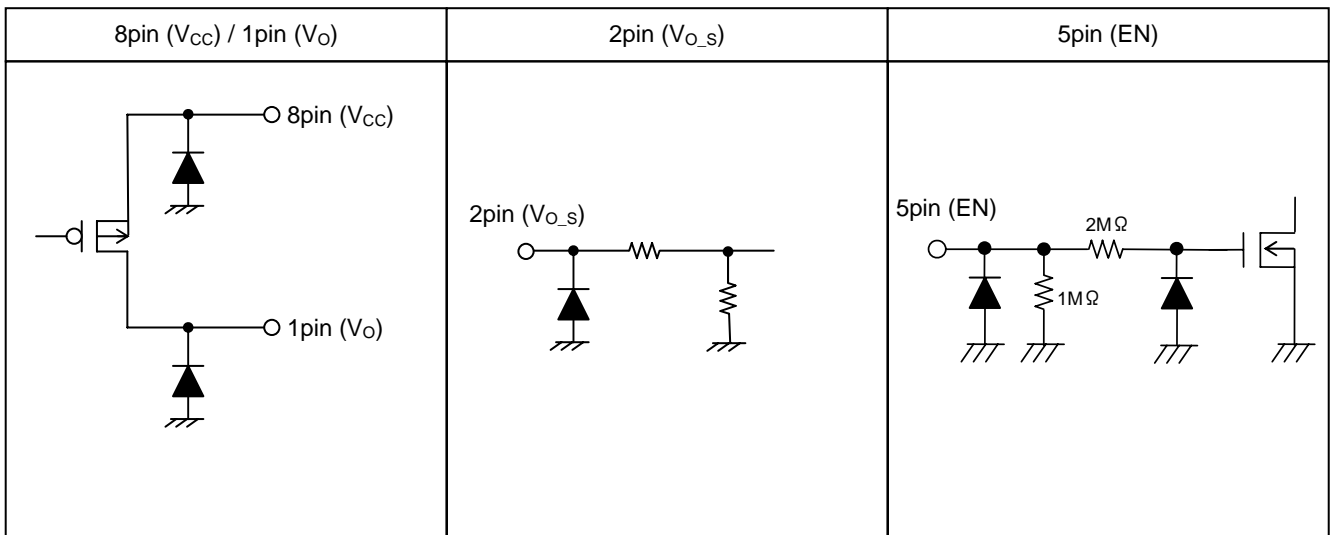 8pin (V_CC) / 1pin (V_O)
2pin (V_O_S)
5pin (EN)
8pin (V_CC)
1pin (V_O)
2pin (V_O_S)
5pin (EN)
2MΩ
1MΩ